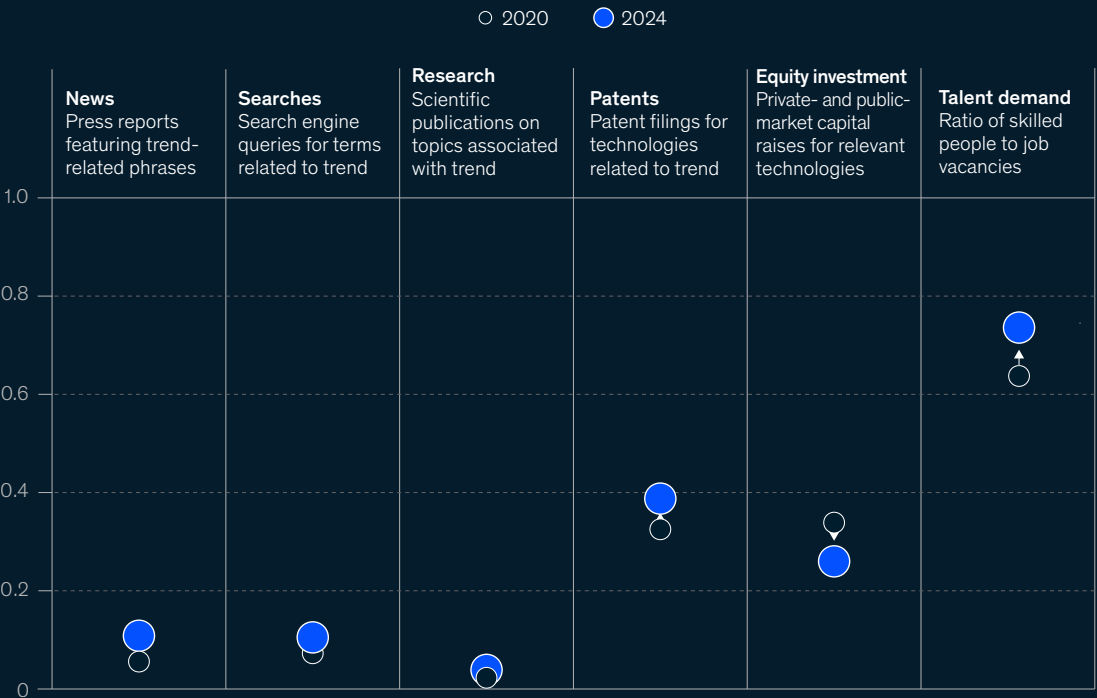 2020
2024
News
Press reports
featuring trend-
related phrases
Searches
Search engine
queries for terms
related to trend
Research
Scientific
publications on
topics associated
with trend
Patents
Patent filings for
technologies
related to trend
Equity investment
Private- and public-
market capital
raises for relevant
technologies
Talent demand
Ratio of skilled
people to job
vacancies
1.0
0.8
0.6
0.4
0.2
0